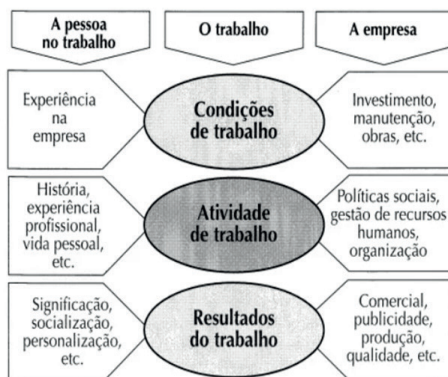 A pessoa
no trabalho
O trabalho
A empresa
Experiência
na
empresa
Condições
de trabalho
Investimento,
manutenção,
obras, etc.
História,
experiência
profissional,
vida pessoal,
etc.
Atividade
de trabalho
Políticas sociais,
gestão de recursos
humanos,
organização
Significação,
socialização,
personalização,
etc.
Resultados
do trabalho
Comercial,
publicidade,
produção,
qualidade, etc.